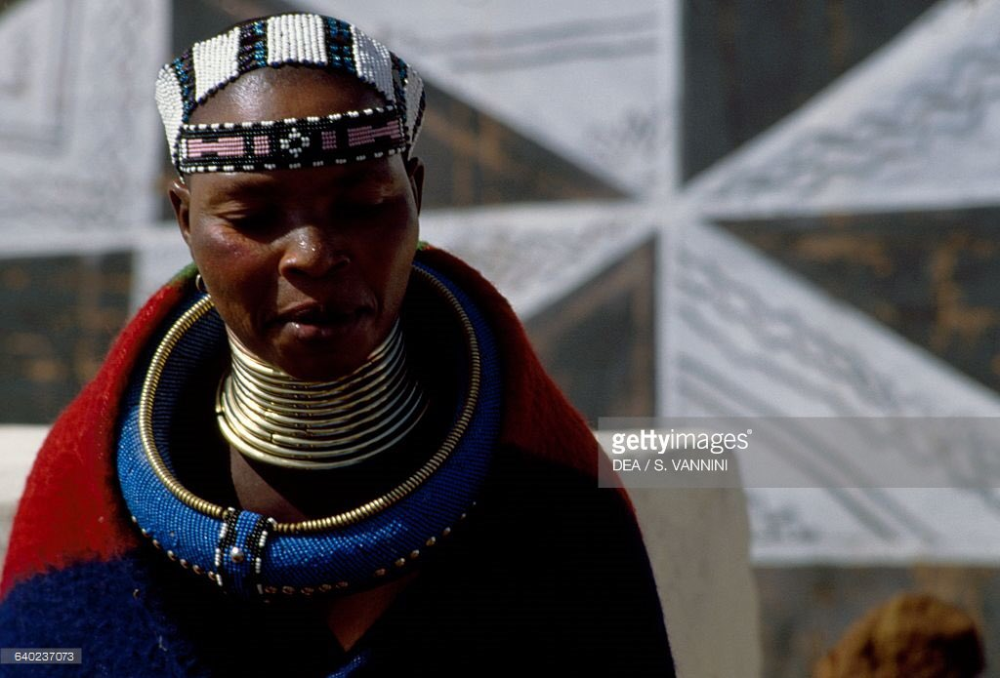 gettyimages®
DEA / S. VANNINI
640237073